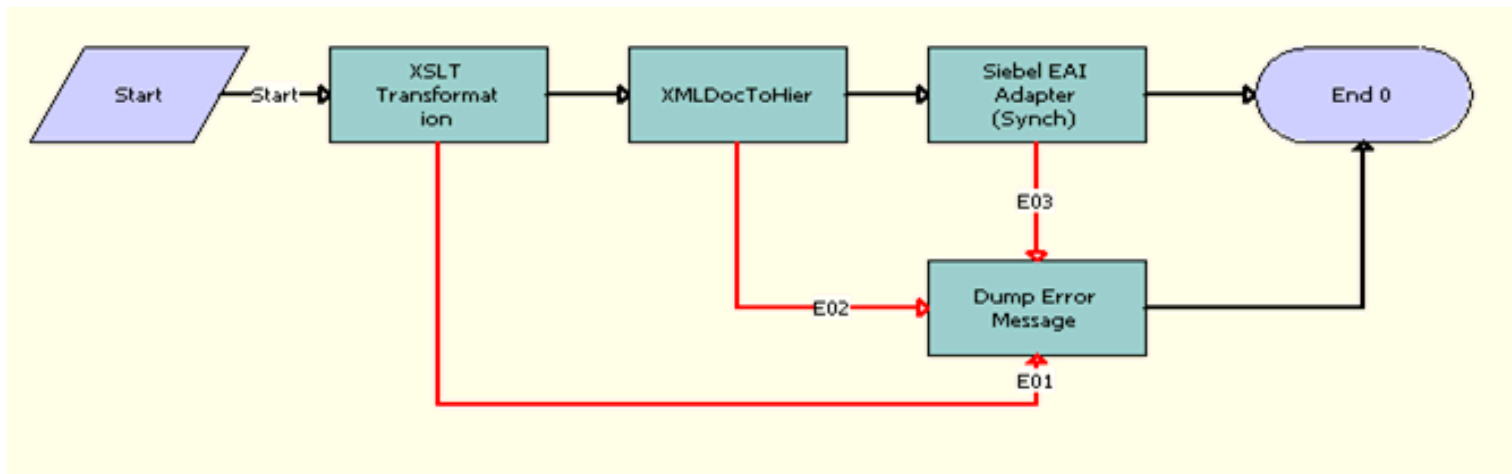 Start
Start
XSLT
Transformat
ion
XMLDocToHier
Siebel EAI
Adapter
(Synch)
End 0
E03
Dump Error
Message
E02
E01